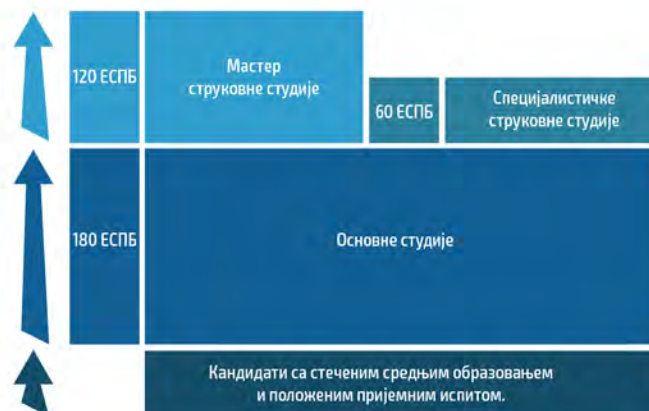 120 ЕСПБ
Мастер
струковне студије
60 ЕСПБ
Специјалистичке
струковне студије
180 ЕСПБ
Основне студије
Кандидати са стеченим средњим образовањем
и положеним пријемним испитом.